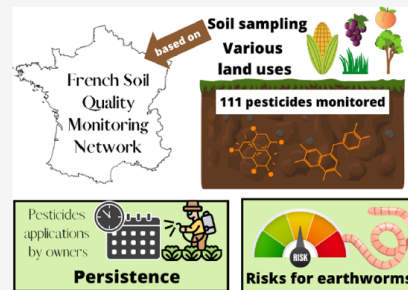 French Soil
Quality
Monitoring
Network
based on
Soil sampling
Various
land uses
111 pesticides monitored
Pesticides
applications
by owners
Persistence
RISK
Risks for earthworms